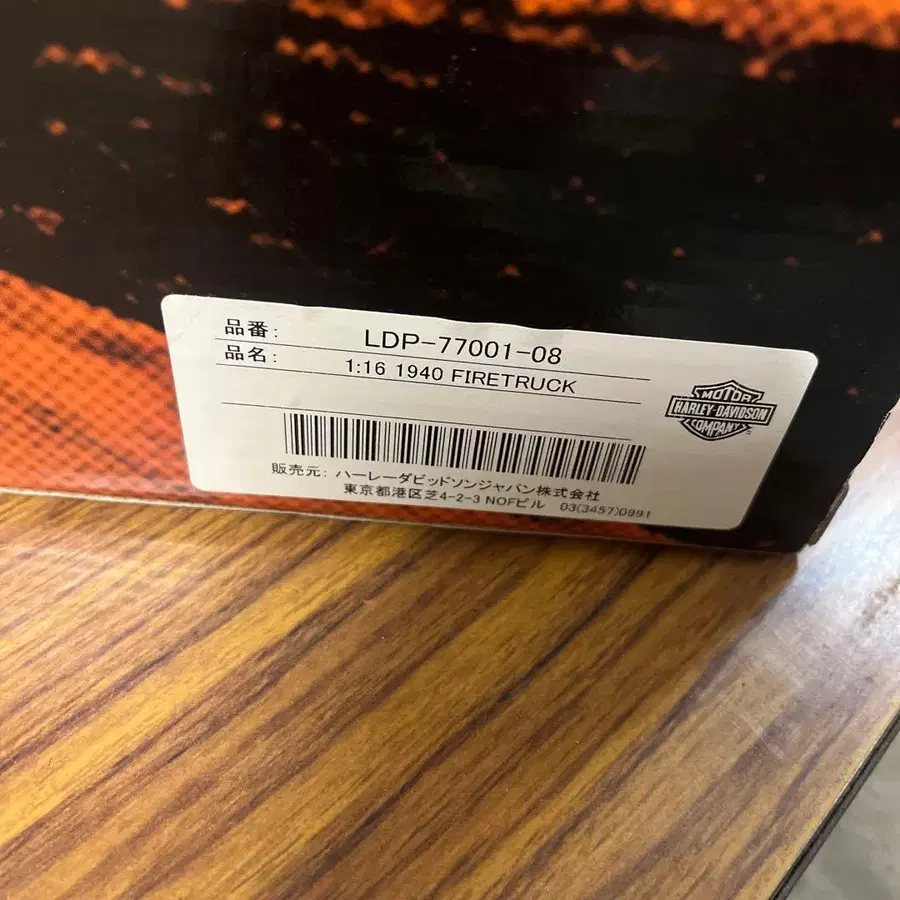 品番: LDP-77001-08
品名: 1:16 1940 FIRETRUCK
MOTOR
HARLEY-DAVIDSON
COMPANY
販売元: ハーレーダビッドソンジャパン株式会社
東京都港区芝4-2-3 NOFビル 03(3457)0991